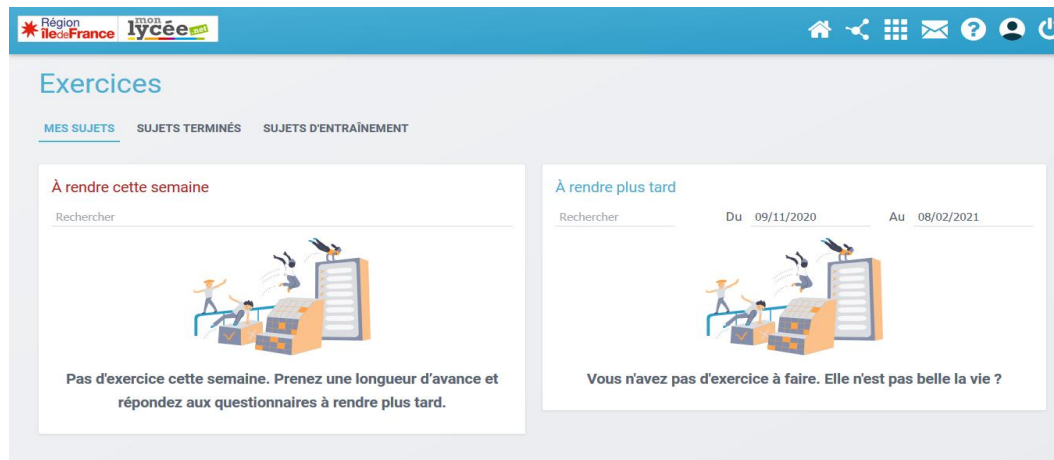 Région
îledeFrance
mon
lycée.net
?
Exercices
MES SUJETS SUJETS TERMINÉS SUJETS D'ENTRAÎNEMENT
À rendre cette semaine
Rechercher
Pas d'exercice cette semaine. Prenez une longueur d’avance et
répondez aux questionnaires à rendre plus tard.
À rendre plus tard
Rechercher Du 09/11/2020 Au 08/02/2021
Vous n'avez pas d'exercice à faire. Elle n'est pas belle la vie ?